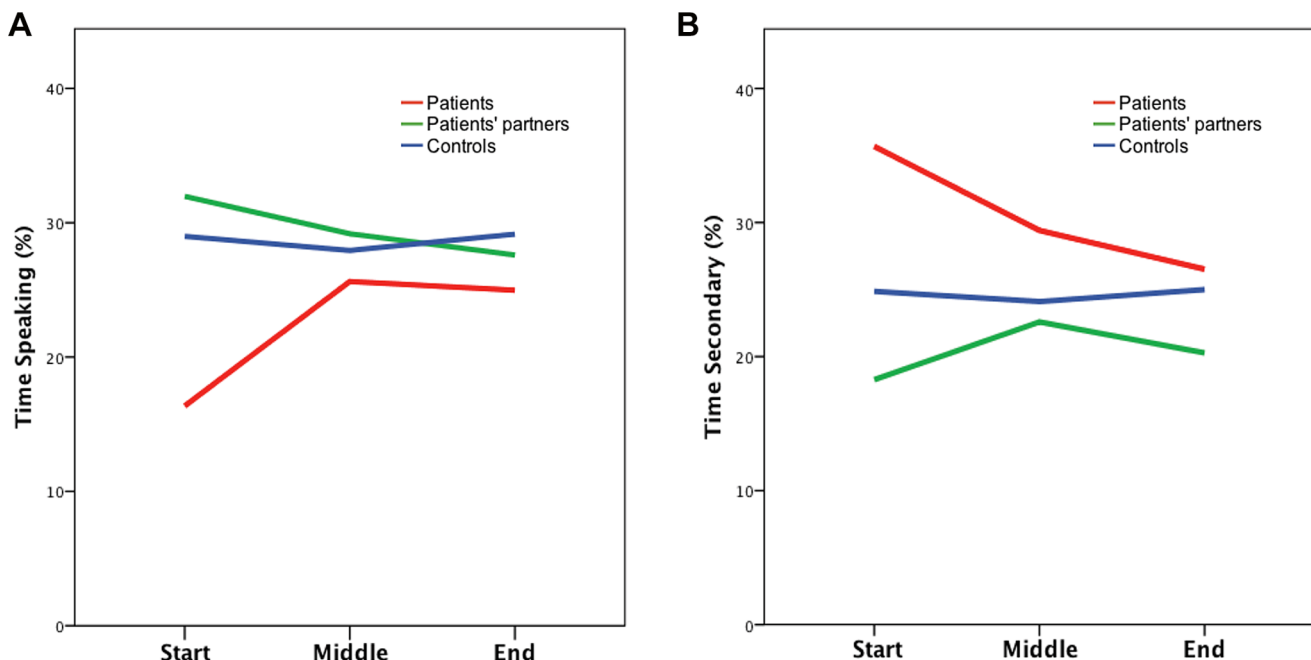 A
Time Speaking (%)
40
30
20
10
0
Patients
Patients' partners
Controls
Start Middle End
B
Time Secondary (%)
40
30
20
10
0
Patients
Patients' partners
Controls
Start Middle End